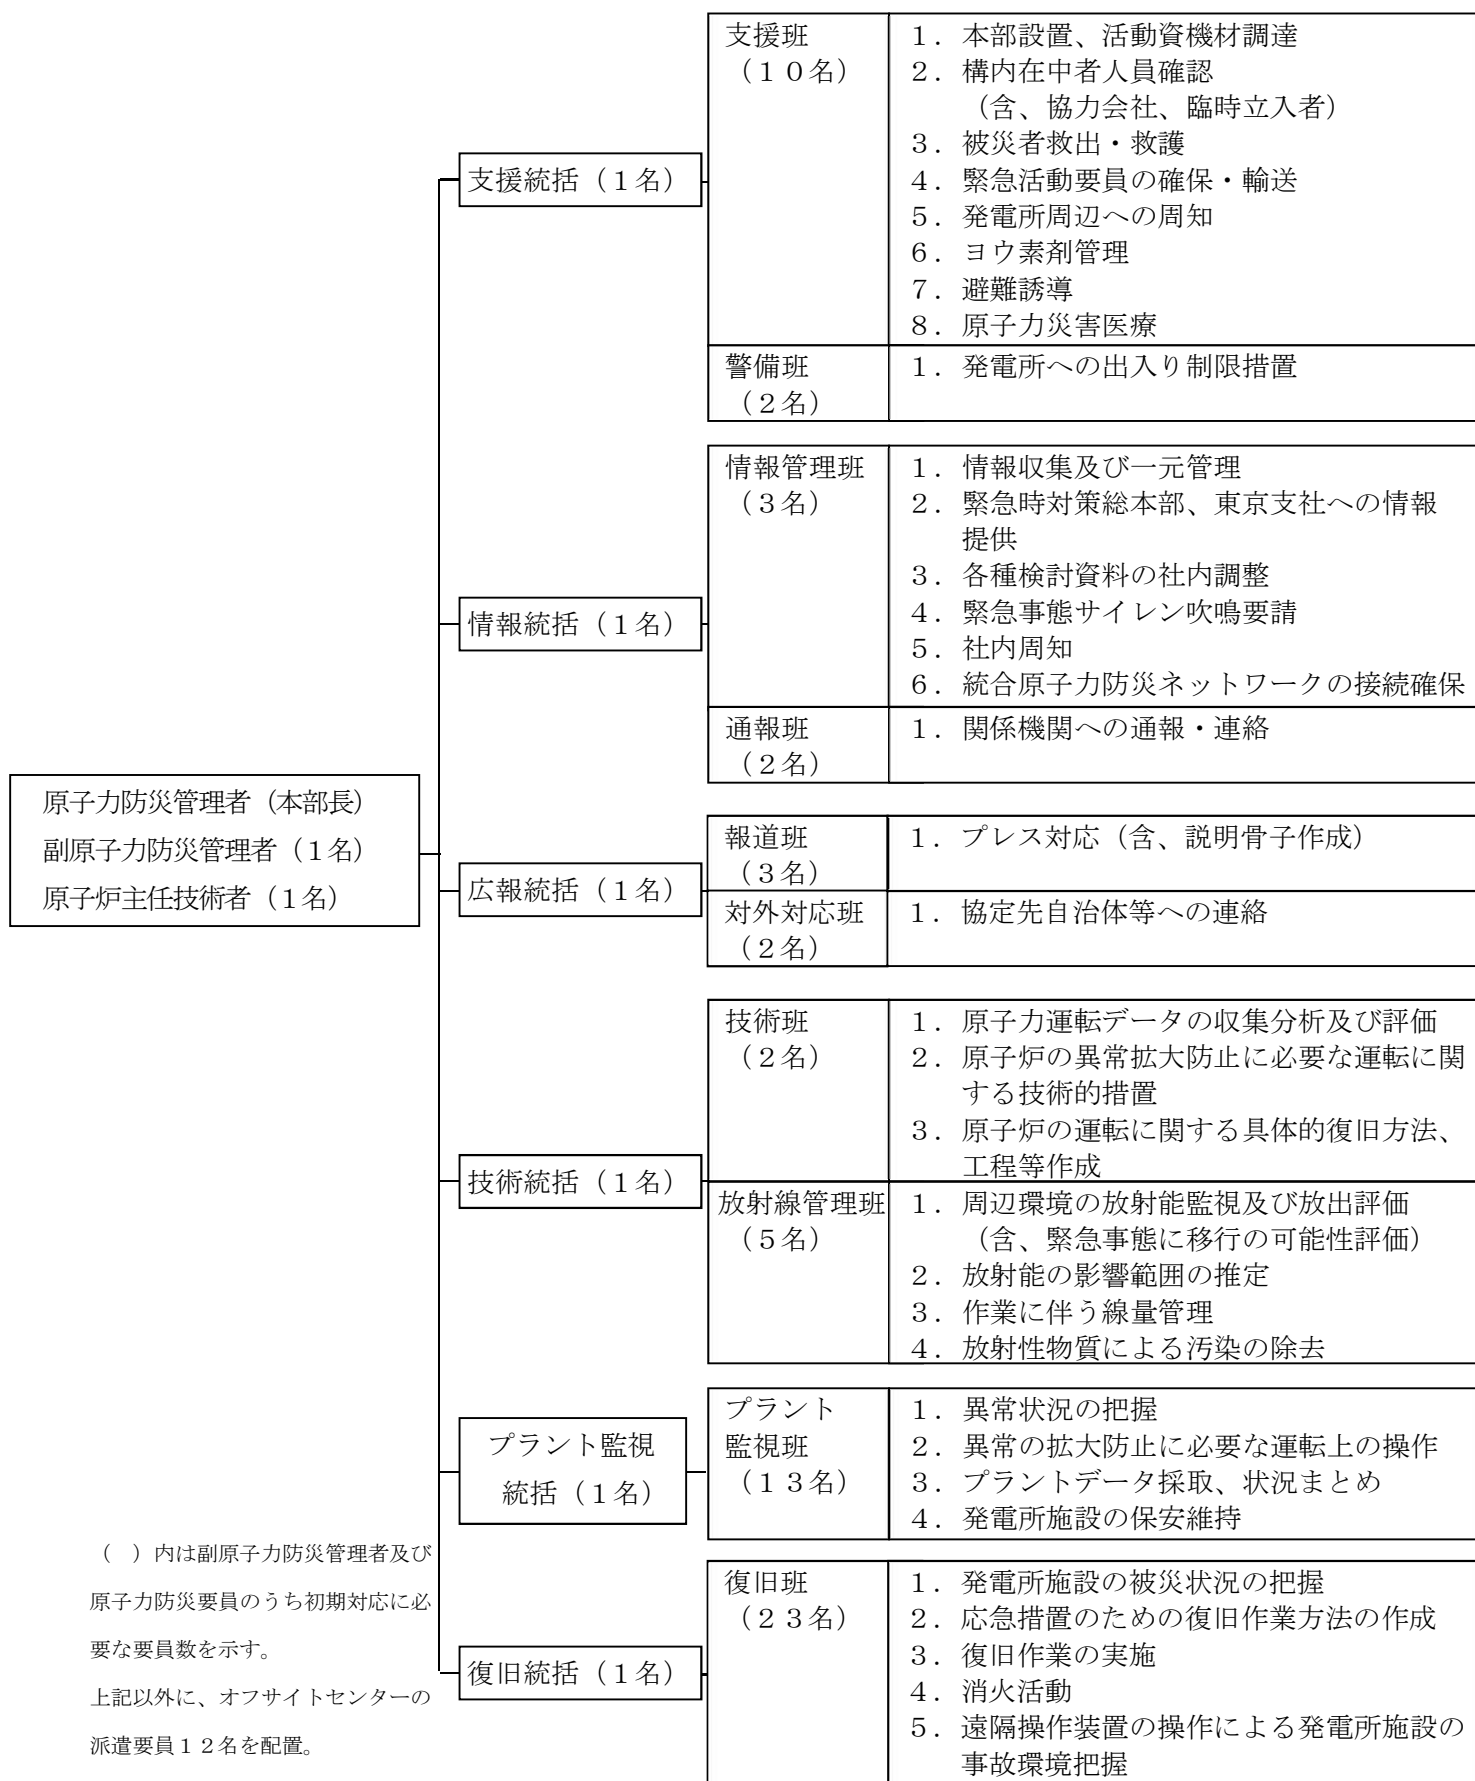 支援班
（１０名）
１．本部設置、活動資機材調達
２．構内在中者人員確認
（含、協力会社、臨時立入者）
３．被災者救出・救護
４．緊急活動要員の確保・輸送
５．発電所周辺への周知
６．ヨウ素剤管理
７．避難誘導
８．原子力災害医療
支援統括（１名）
警備班
（２名）
１．発電所への出入り制限措置
情報管理班
（３名）
１．情報収集及び一元管理
２．緊急時対策総本部、東京支社への情報
提供
３．各種検討資料の社内調整
４．緊急事態サイレン吹鳴要請
５．社内周知
６．統合原子力防災ネットワークの接続確保
情報統括（１名）
通報班
（２名）
１．関係機関への通報・連絡
原子力防災管理者（本部長）
副原子力防災管理者（１名）
原子炉主任技術者（１名）
報道班
（３名）
１．プレス対応（含、説明骨子作成）
広報統括（１名）
対外対応班
（２名）
１．協定先自治体等への連絡
技術班
（２名）
１．原子力運転データの収集分析及び評価
２．原子炉の異常拡大防止に必要な運転に関
する技術的措置
３．原子炉の運転に関する具体的復旧方法、
工程等作成
技術統括（１名）
放射線管理班
（５名）
１．周辺環境の放射能監視及び放出評価
（含、緊急事態に移行の可能性評価）
２．放射能の影響範囲の推定
３．作業に伴う線量管理
４．放射性物質による汚染の除去
プラント監視
統括（１名）
プラント
監視班
（１３名）
１．異常状況の把握
２．異常の拡大防止に必要な運転上の操作
３．プラントデータ採取、状況まとめ
４．発電所施設の保安維持
復旧統括（１名）
復旧班
（２３名）
１．発電所施設の被災状況の把握
２．応急措置のための復旧作業方法の作成
３．復旧作業の実施
４．消火活動
５．遠隔操作装置の操作による発電所施設の
事故環境把握
（　）内は副原子力防災管理者及び
原子力防災要員のうち初期対応に必
要な要員数を示す。
上記以外に、オフサイトセンターの
派遣要員１２名を配置。